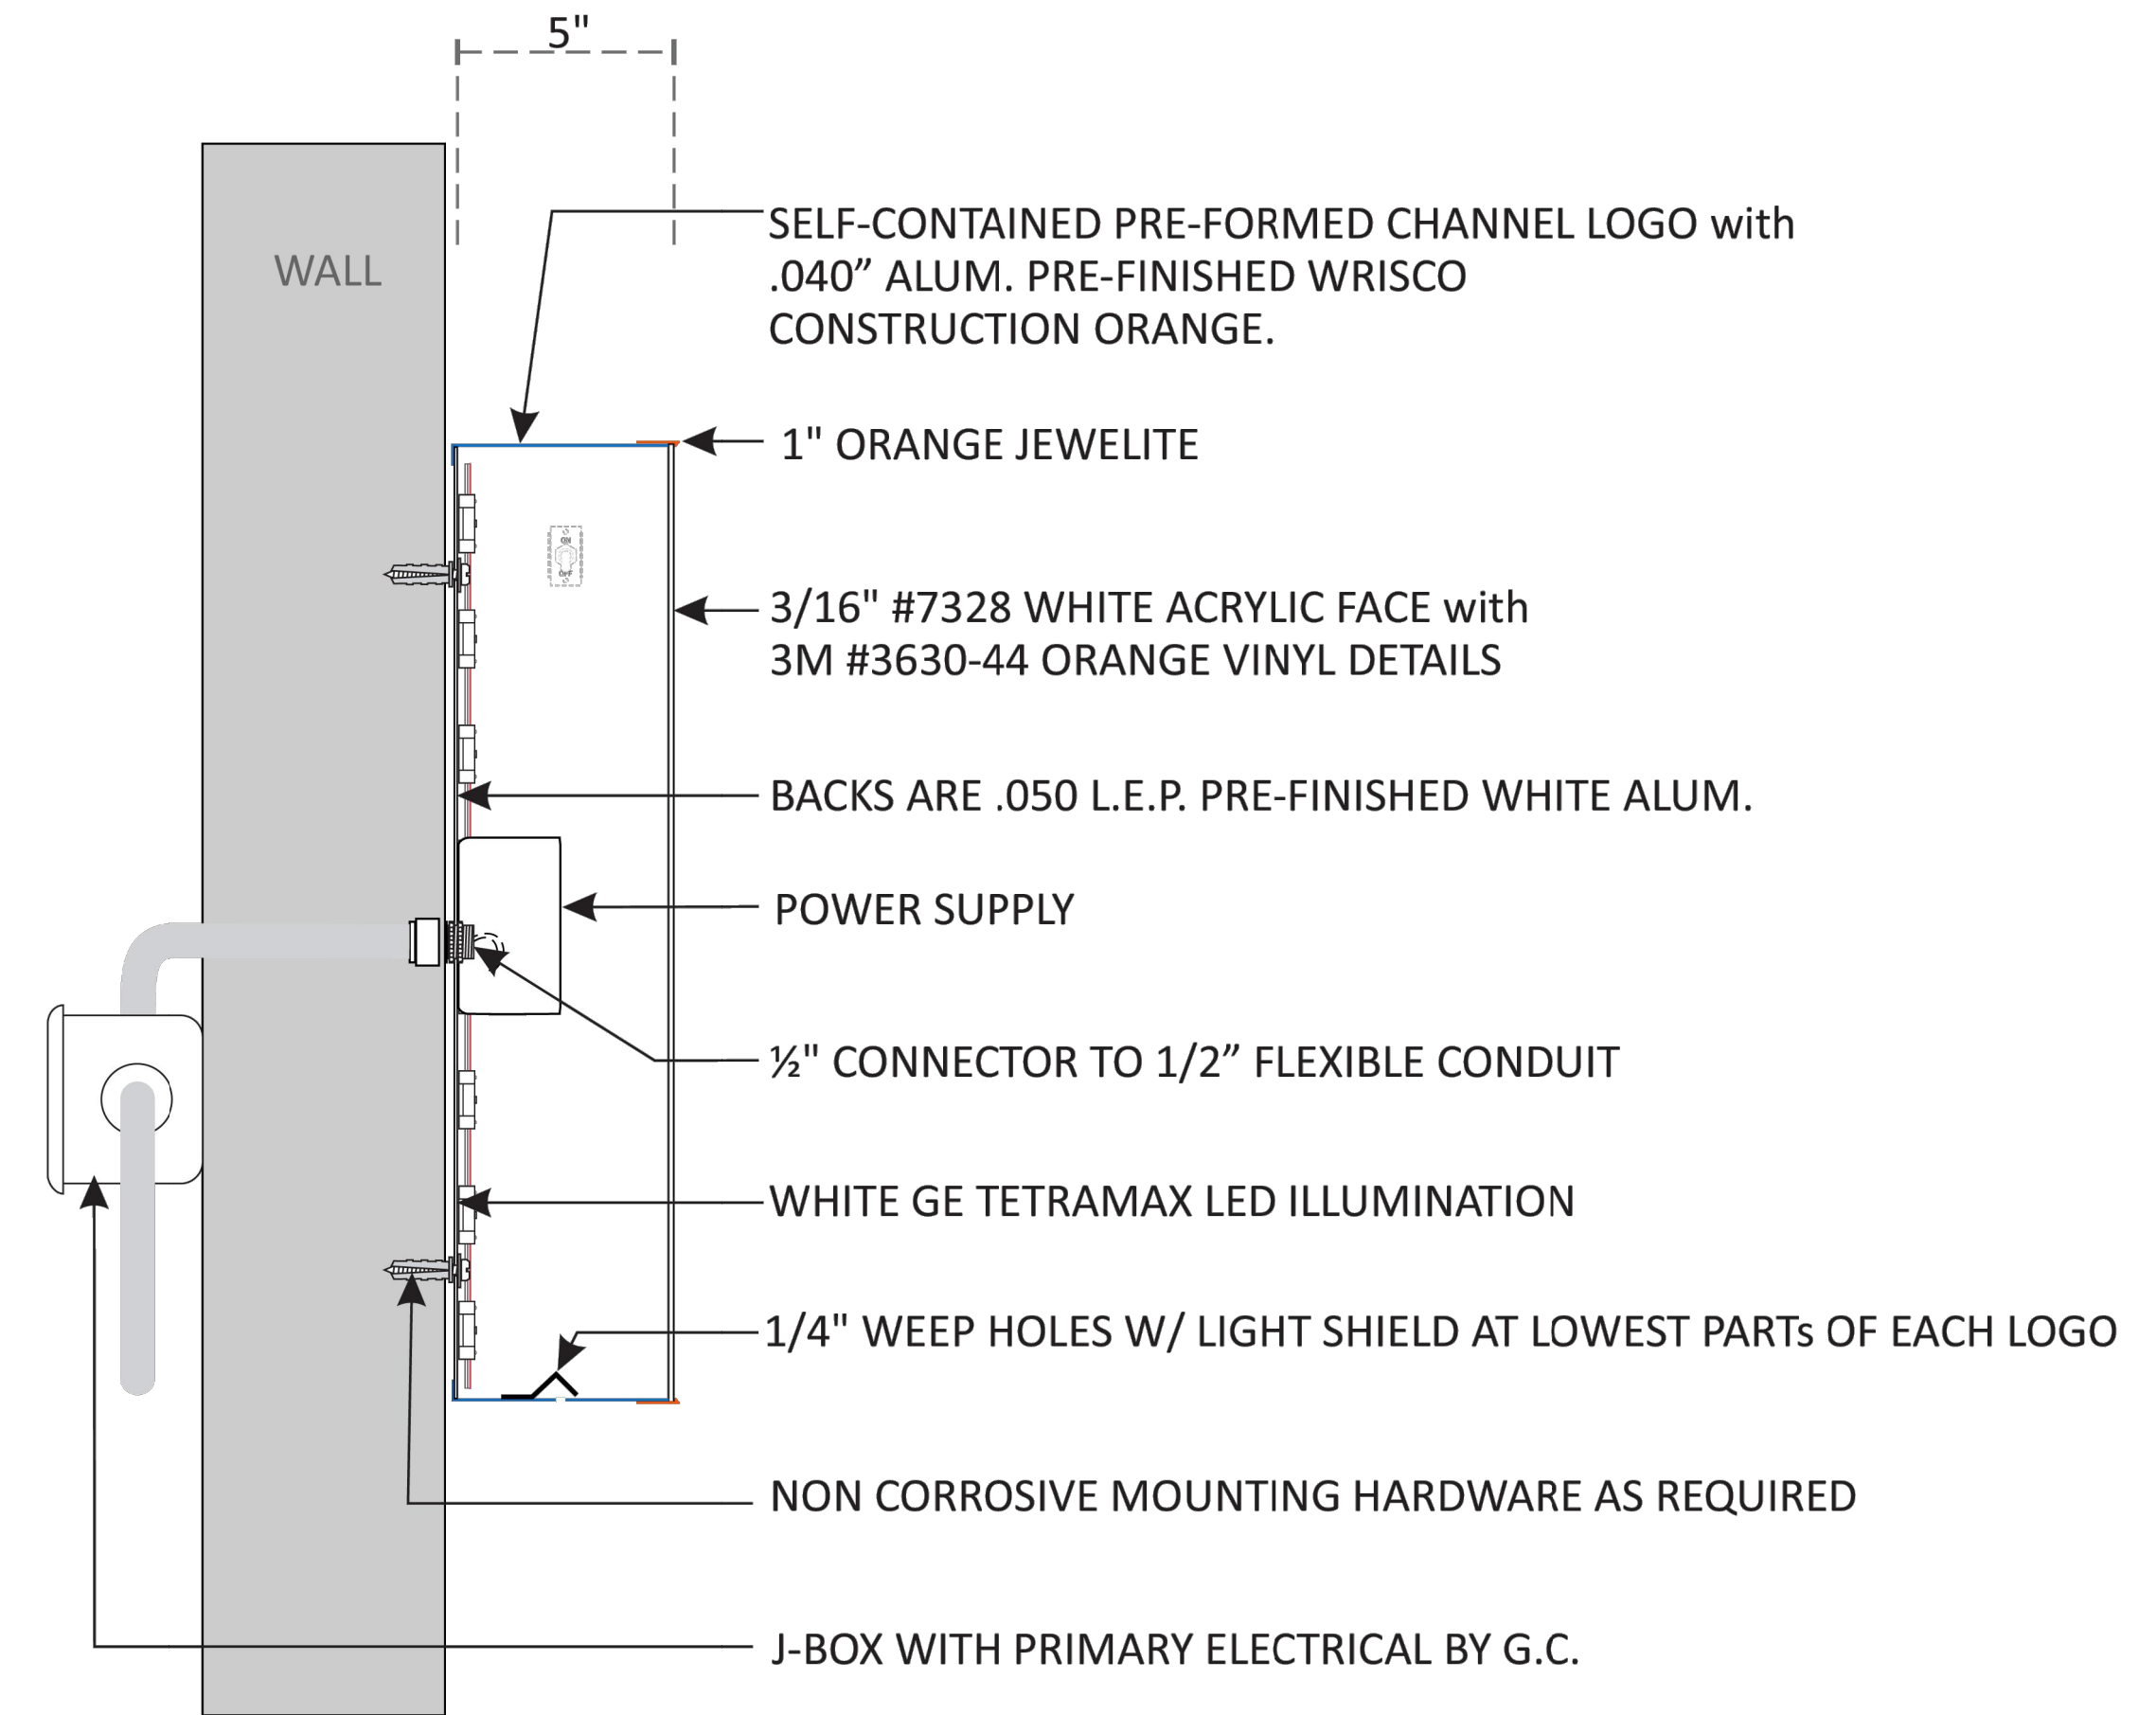 5"
WALL
SELF-CONTAINED PRE-FORMED CHANNEL LOGO with
.040” ALUM. PRE-FINISHED WRISCO
CONSTRUCTION ORANGE.
1" ORANGE JEWELITE
ON
OFF
3/16" #7328 WHITE ACRYLIC FACE with
3M #3630-44 ORANGE VINYL DETAILS
BACKS ARE .050 L.E.P. PRE-FINISHED WHITE ALUM.
POWER SUPPLY
½" CONNECTOR TO 1/2” FLEXIBLE CONDUIT
WHITE GE TETRAMAX LED ILLUMINATION
1/4" WEEP HOLES W/ LIGHT SHIELD AT LOWEST PARTs OF EACH LOGO
NON CORROSIVE MOUNTING HARDWARE AS REQUIRED
J-BOX WITH PRIMARY ELECTRICAL BY G.C.